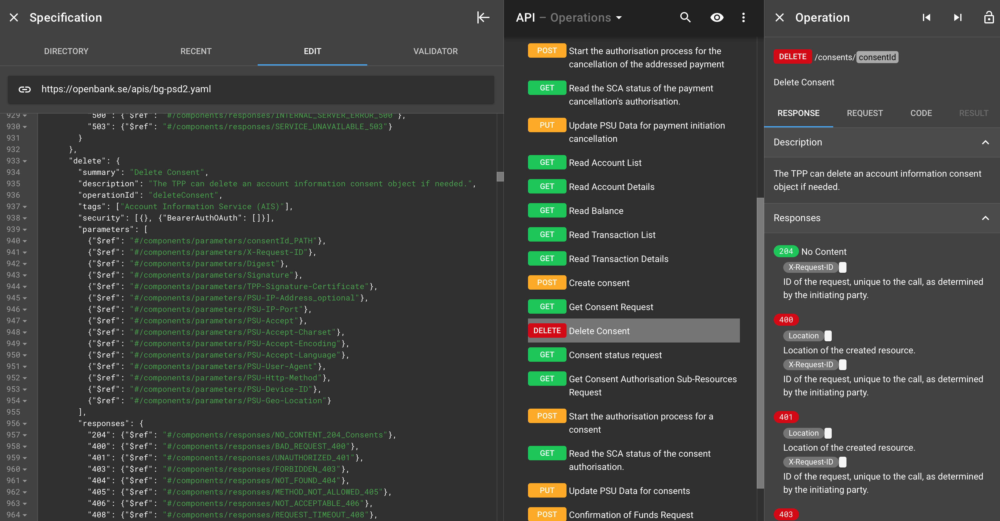 Specification
DIRECTORY
RECENT
EDIT
VALIDATOR
https://openbank.se/apis/bg-psd2.yaml
929 "500": {"$ref": "#/components/responses/INTERNAL_SERVER_ERROR_500"},
930 "503": {"$ref": "#/components/responses/SERVICE_UNAVAILABLE_503"}
931 }
932 },
933 "delete": {
934 "summary": "Delete Consent",
935 "description": "The TPP can delete an account information consent object if needed.",
936 "operationId": "deleteConsent",
937 "tags": ["Account Information Service (AIS)"],
938 "security": [{}, {"BearerAuthOAuth": []}],
939 "parameters": [
940 {"$ref": "#/components/parameters/consentId_PATH"},
941 {"$ref": "#/components/parameters/X-Request-ID"},
942 {"$ref": "#/components/parameters/Digest"},
943 {"$ref": "#/components/parameters/Signature"},
944 {"$ref": "#/components/parameters/TPP-Signature-Certificate"},
945 {"$ref": "#/components/parameters/PSU-IP-Address_optional"},
946 {"$ref": "#/components/parameters/PSU-IP-Port"},
947 {"$ref": "#/components/parameters/PSU-Accept"},
948 {"$ref": "#/components/parameters/PSU-Accept-Charset"},
949 {"$ref": "#/components/parameters/PSU-Accept-Encoding"},
950 {"$ref": "#/components/parameters/PSU-Accept-Language"},
951 {"$ref": "#/components/parameters/PSU-User-Agent"},
952 {"$ref": "#/components/parameters/PSU-Http-Method"},
953 {"$ref": "#/components/parameters/PSU-Device-ID"},
954 {"$ref": "#/components/parameters/PSU-Geo-Location"}
955 ],
956 "responses": {
957 "204": {"$ref": "#/components/responses/NO_CONTENT_204_Consents"},
958 "400": {"$ref": "#/components/responses/BAD_REQUEST_400"},
959 "401": {"$ref": "#/components/responses/UNAUTHORIZED_401"},
960 "403": {"$ref": "#/components/responses/FORBIDDEN_403"},
961 "404": {"$ref": "#/components/responses/NOT_FOUND_404"},
962 "405": {"$ref": "#/components/responses/METHOD_NOT_ALLOWED_405"},
963 "406": {"$ref": "#/components/responses/NOT_ACCEPTABLE_406"},
964 "408": {"$ref": "#/components/responses/REQUEST_TIMEOUT_408"},
API – Operations
POST Start the authorisation process for the
cancellation of the addressed payment
GET Read the SCA status of the payment
cancellation's authorisation.
PUT Update PSU Data for payment initiation
cancellation
GET Read Account List
GET Read Account Details
GET Read Balance
GET Read Transaction List
GET Read Transaction Details
POST Create consent
GET Get Consent Request
DELETE Delete Consent
GET Consent status request
GET Get Consent Authorisation Sub-Resources
Request
POST Start the authorisation process for a
consent
GET Read the SCA status of the consent
authorisation.
PUT Update PSU Data for consents
POST Confirmation of Funds Request
Operation
DELETE /consents/ consentId
Delete Consent
RESPONSE
REQUEST
CODE
RESULT
Description
The TPP can delete an account information consent
object if needed.
Responses
204 No Content
X-Request-ID
ID of the request, unique to the call, as determined
by the initiating party.
400
Location
Location of the created resource.
X-Request-ID
ID of the request, unique to the call, as determined
by the initiating party.
401
Location
Location of the created resource.
X-Request-ID
ID of the request, unique to the call, as determined
by the initiating party.
403